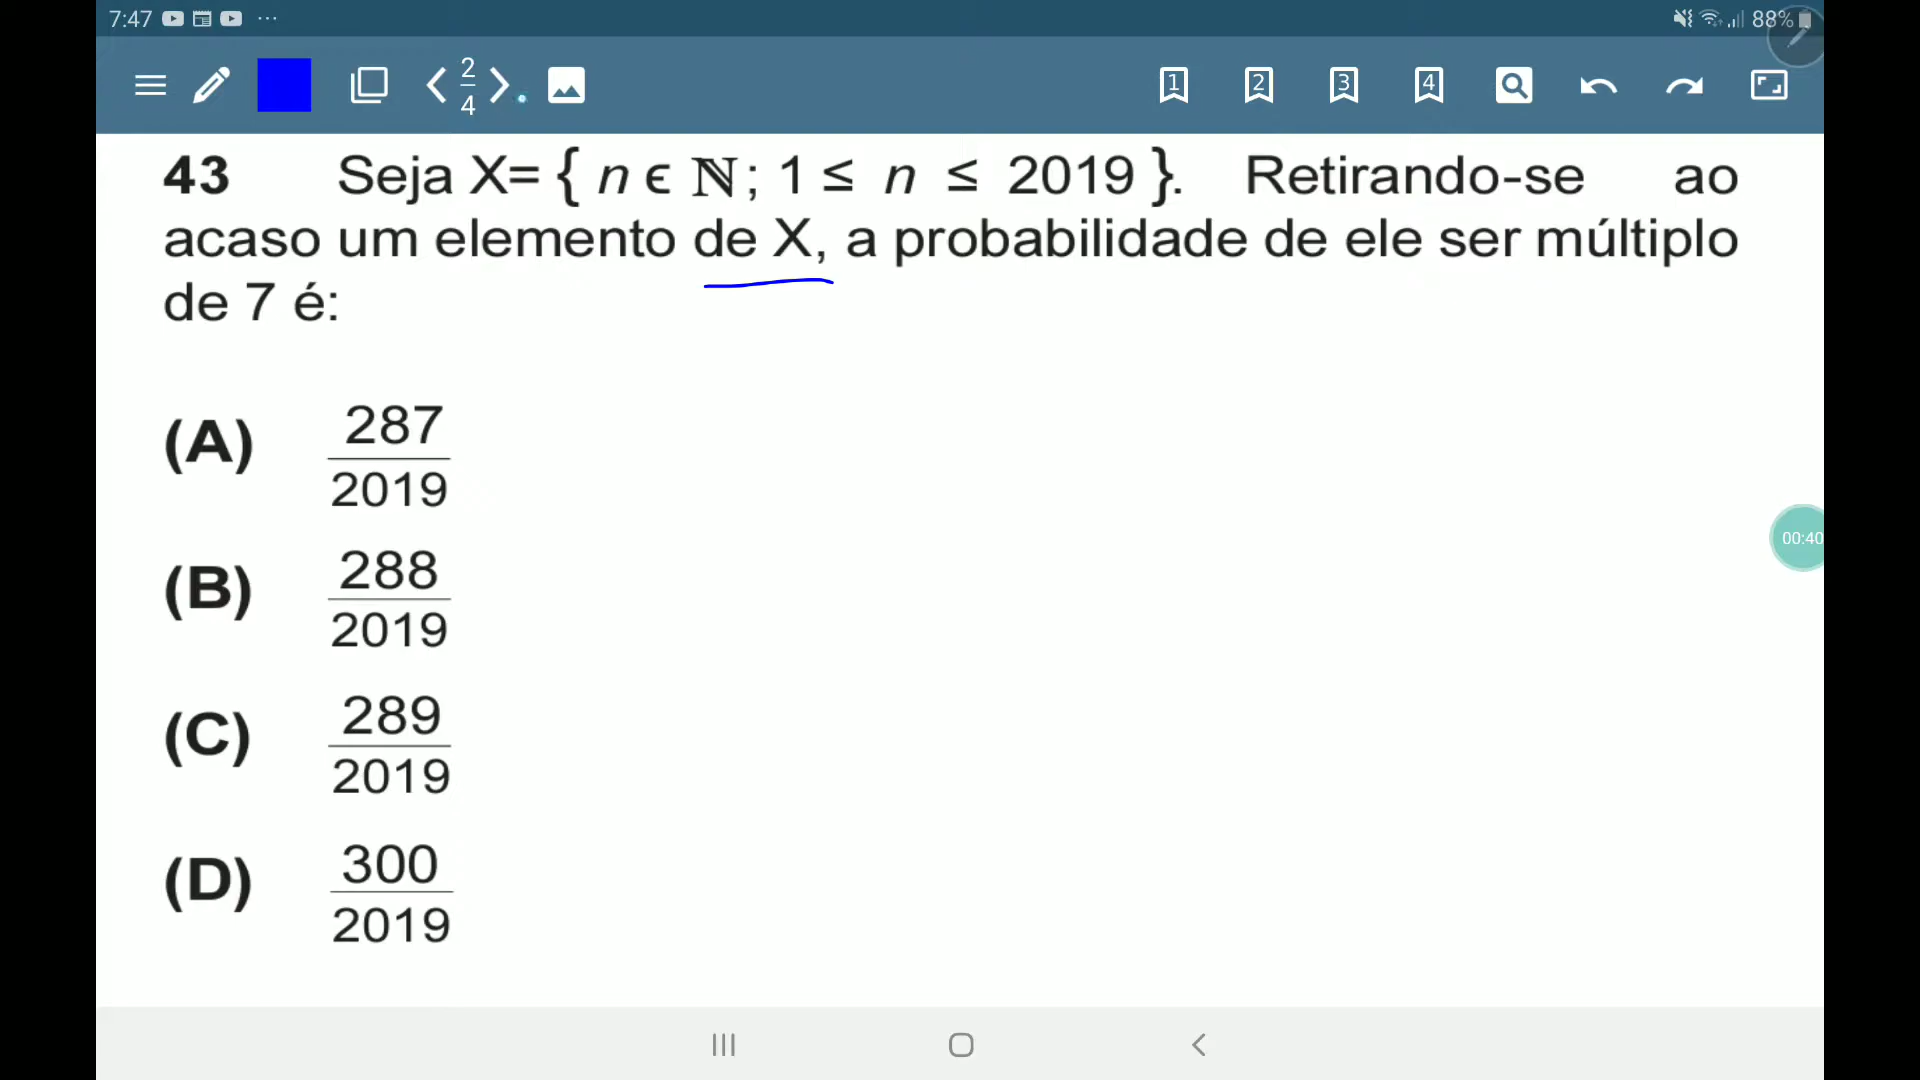 7:47 ··· 88%
2
4
1 2 3 4
43 Seja X= { n ϵ ℕ; 1 ≤ n ≤ 2019 }. Retirando-se ao
acaso um elemento de X, a probabilidade de ele ser múltiplo
de 7 é:
(A) 287
2019
(B) 288
2019
00:40
(C) 289
2019
(D) 300
2019